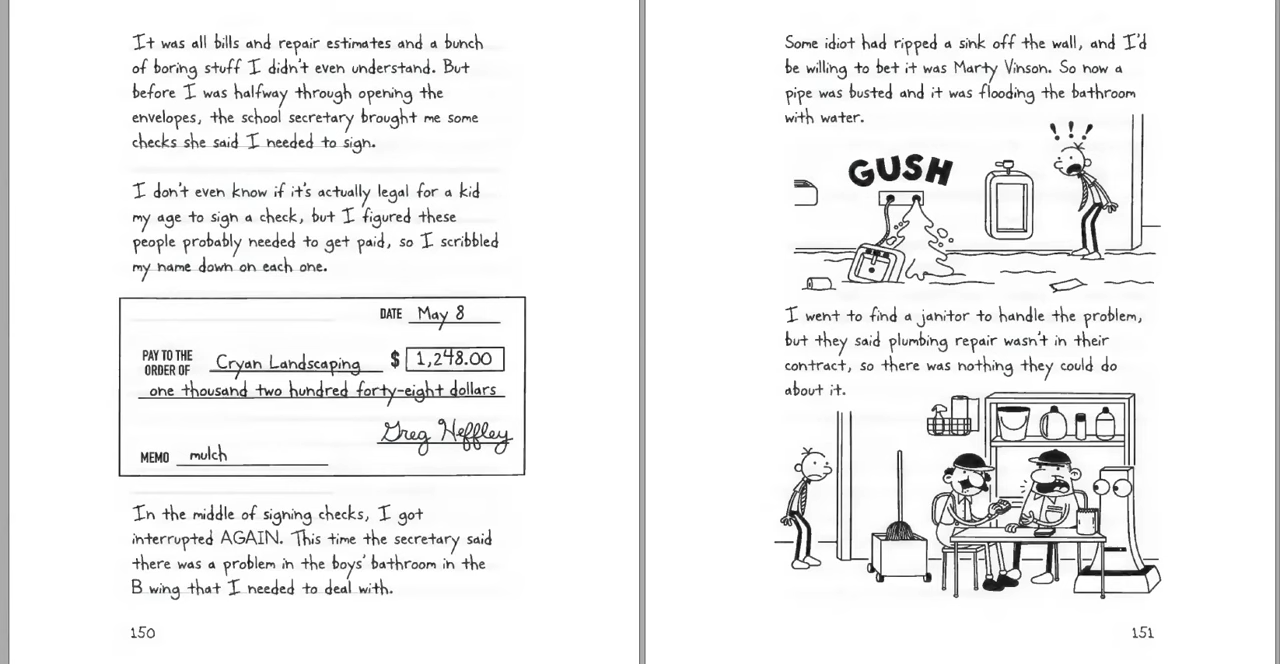 It was all bills and repair estimates and a bunch
of boring stuff I didn't even understand. But
before I was halfway through opening the
envelopes, the school secretary brought me some
checks she said I needed to sign.
I don't even know if it's actually legal for a kid
my age to sign a check, but I figured these
people probably needed to get paid, so I scribbled
my name down on each one.
DATE May 8
PAY TO THE
ORDER OF Cryan Landscaping $ 1,248.00
one thousand two hundred forty-eight dollars
Greg Heffley
MEMO mulch
In the middle of signing checks, I got
interrupted AGAIN. This time the secretary said
there was a problem in the boys' bathroom in the
B wing that I needed to deal with.
150
Some idiot had ripped a sink off the wall, and I'd
be willing to bet it was Marty Vinson. So now a
pipe was busted and it was flooding the bathroom
with water.
!!!
GUSH
I went to find a janitor to handle the problem,
but they said plumbing repair wasn't in their
contract, so there was nothing they could do
about it.
151